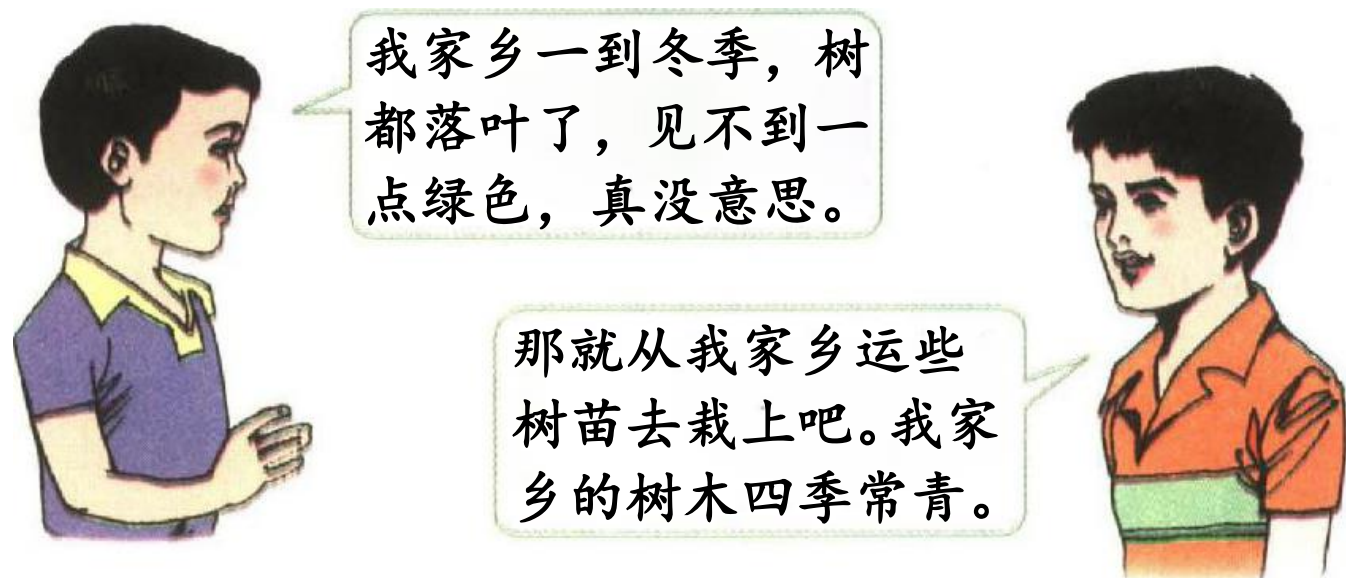 我家乡一到冬季，树
都落叶了，见不到一
点绿色，真没意思。
那就从我家乡运些
树苗去栽上吧。我家
乡的树木四季常青。